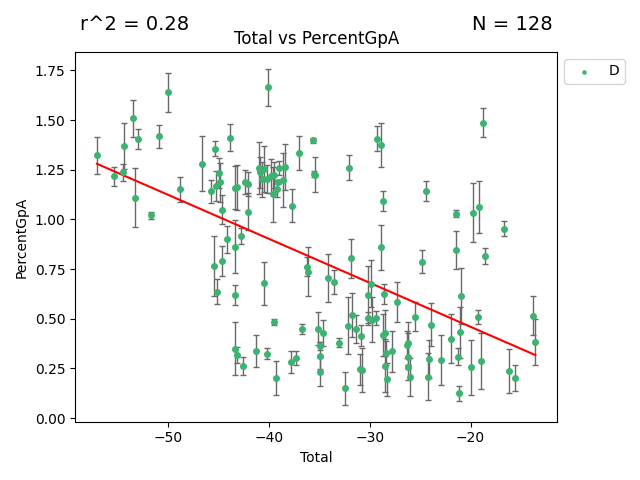 r^2 = 0.28
N = 128
Total vs PercentGpA
D
PercentGpA
1.75
1.50
1.25
1.00
0.75
0.50
0.25
0.00
−50
−40
−30
−20
Total